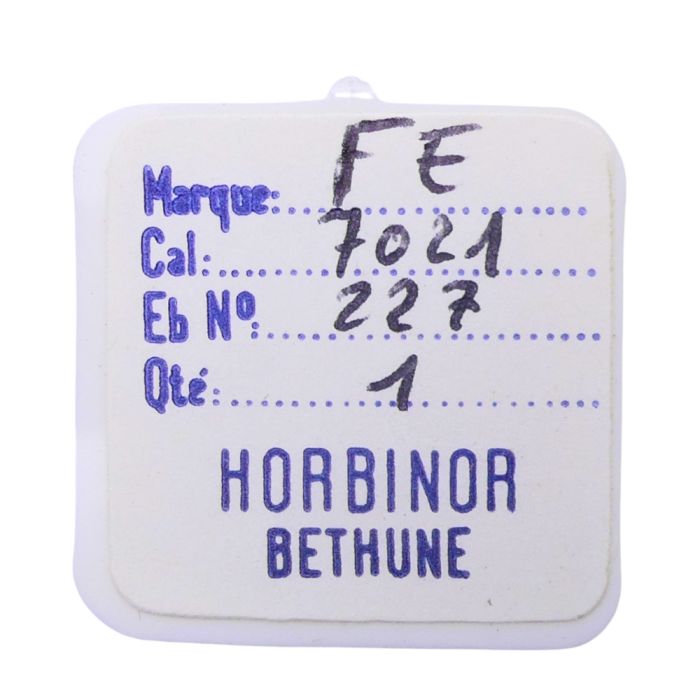 Marque: FE
Cal: 7021
Eb Nº: 227
Qté: 1
HORBINOR
BETHUNE